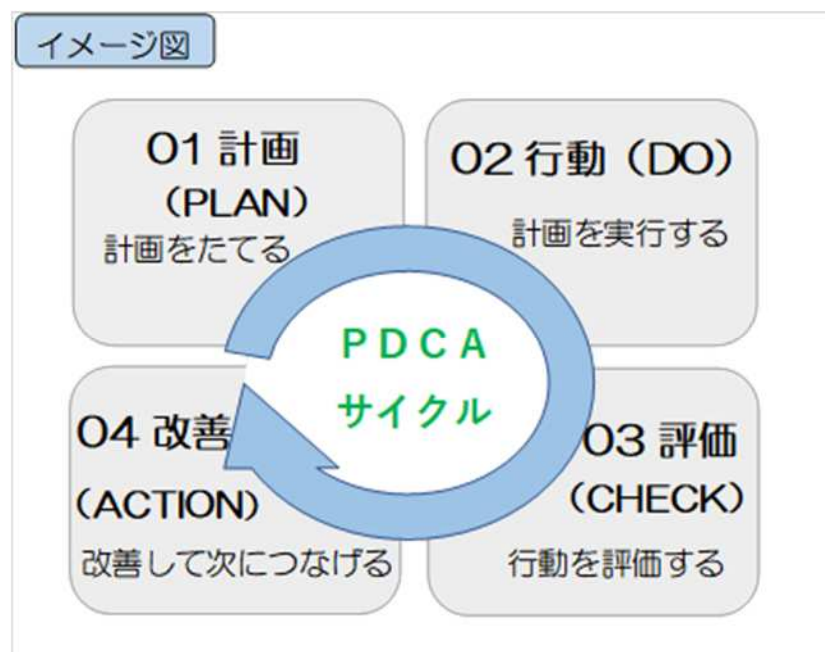 イメージ図
01 計画
（PLAN）
計画をたてる
02 行動（DO）
計画を実行する
ＰＤＣＡ
サイクル
03 評価
（CHECK）
行動を評価する
04 改善
（ACTION）
改善して次につなげる